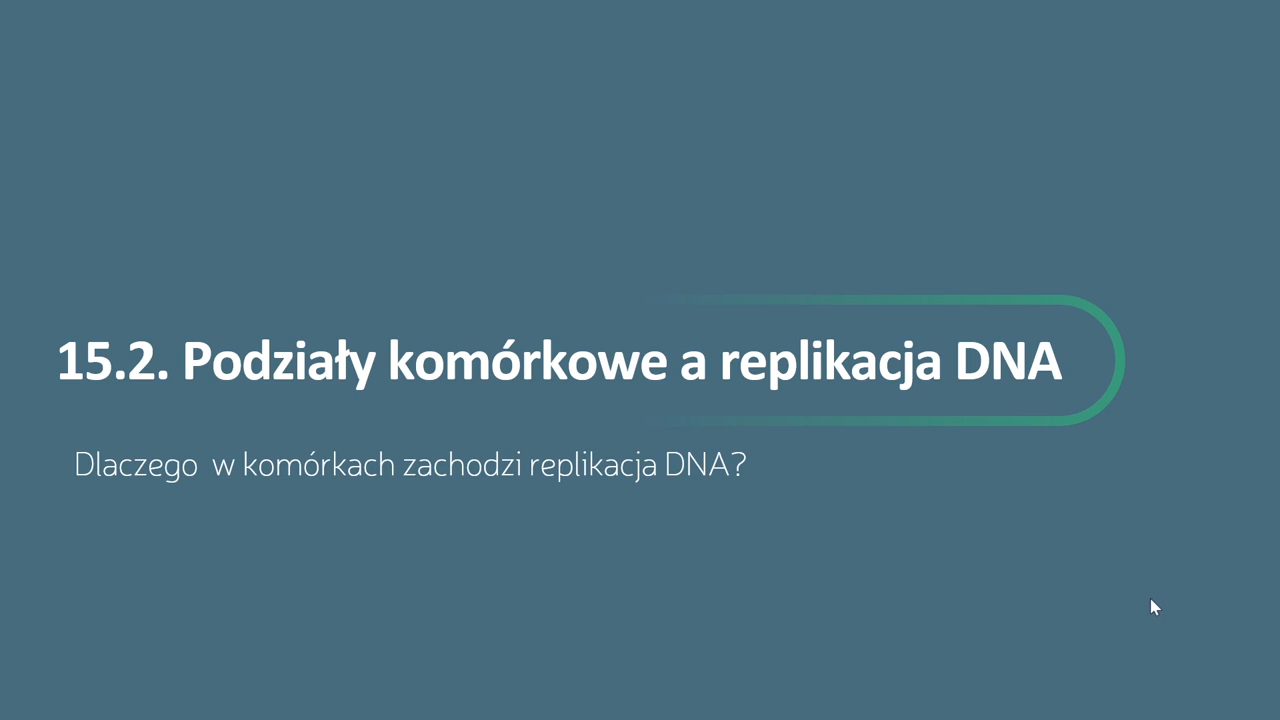 15.2. Podziały komórkowe a replikacja DNA
Dlaczego w komórkach zachodzi replikacja DNA?